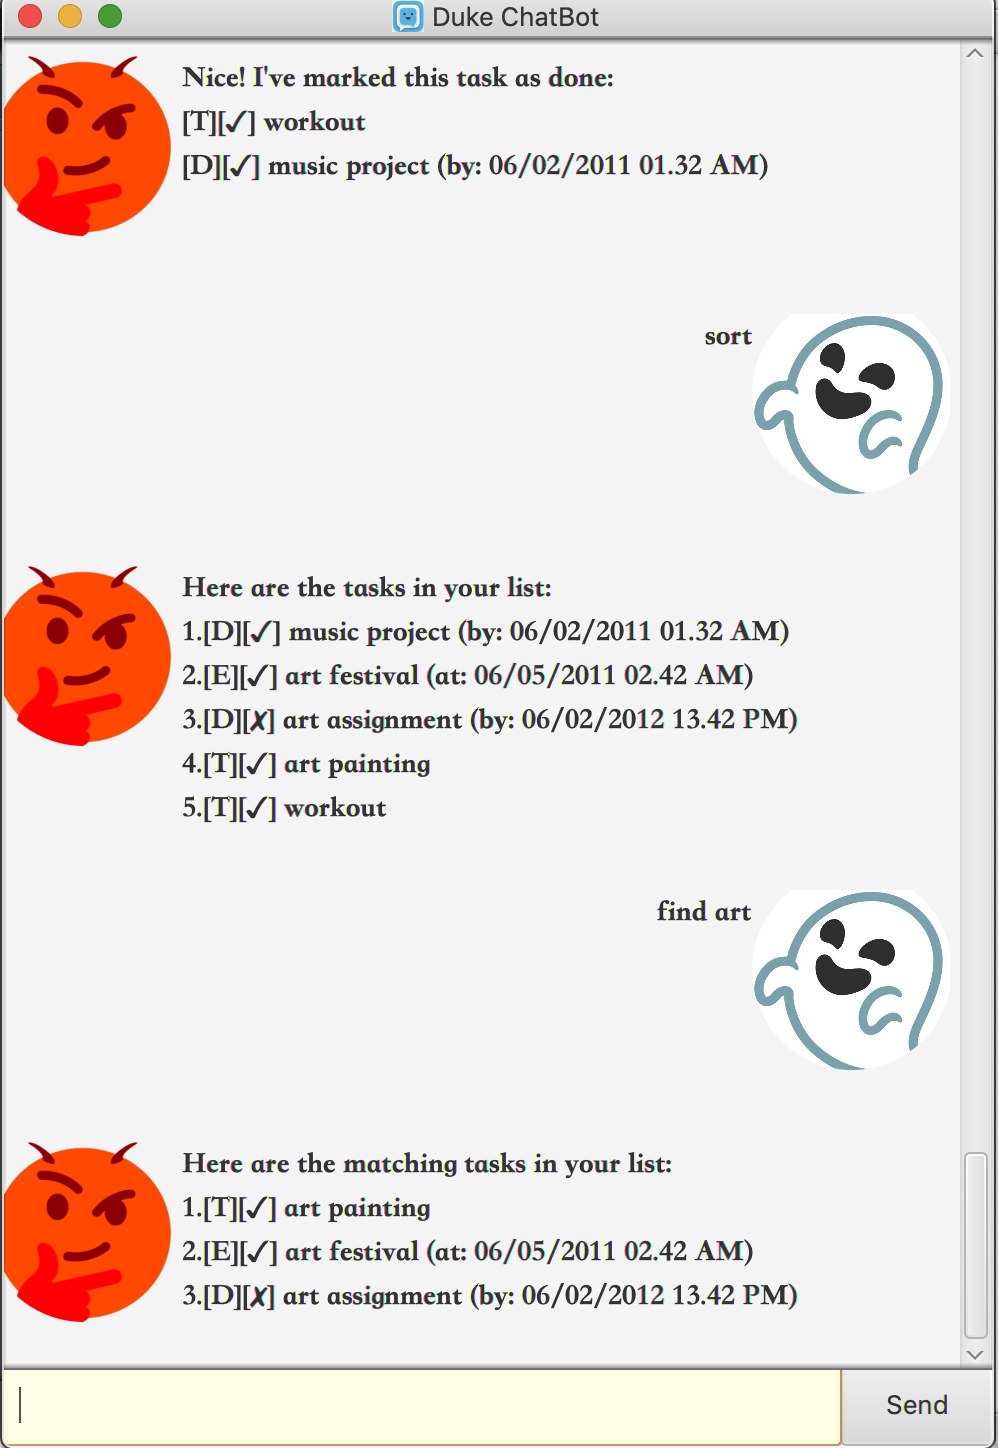 Duke ChatBot
Nice! I've marked this task as done:
[T][✓] workout
[D][✓] music project (by: 06/02/2011 01.32 AM)
sort
Here are the tasks in your list:
1.[D][✓] music project (by: 06/02/2011 01.32 AM)
2.[E][✓] art festival (at: 06/05/2011 02.42 AM)
3.[D][✗] art assignment (by: 06/02/2012 13.42 PM)
4.[T][✓] art painting
5.[T][✓] workout
find art
Here are the matching tasks in your list:
1.[T][✓] art painting
2.[E][✓] art festival (at: 06/05/2011 02.42 AM)
3.[D][✗] art assignment (by: 06/02/2012 13.42 PM)
Send